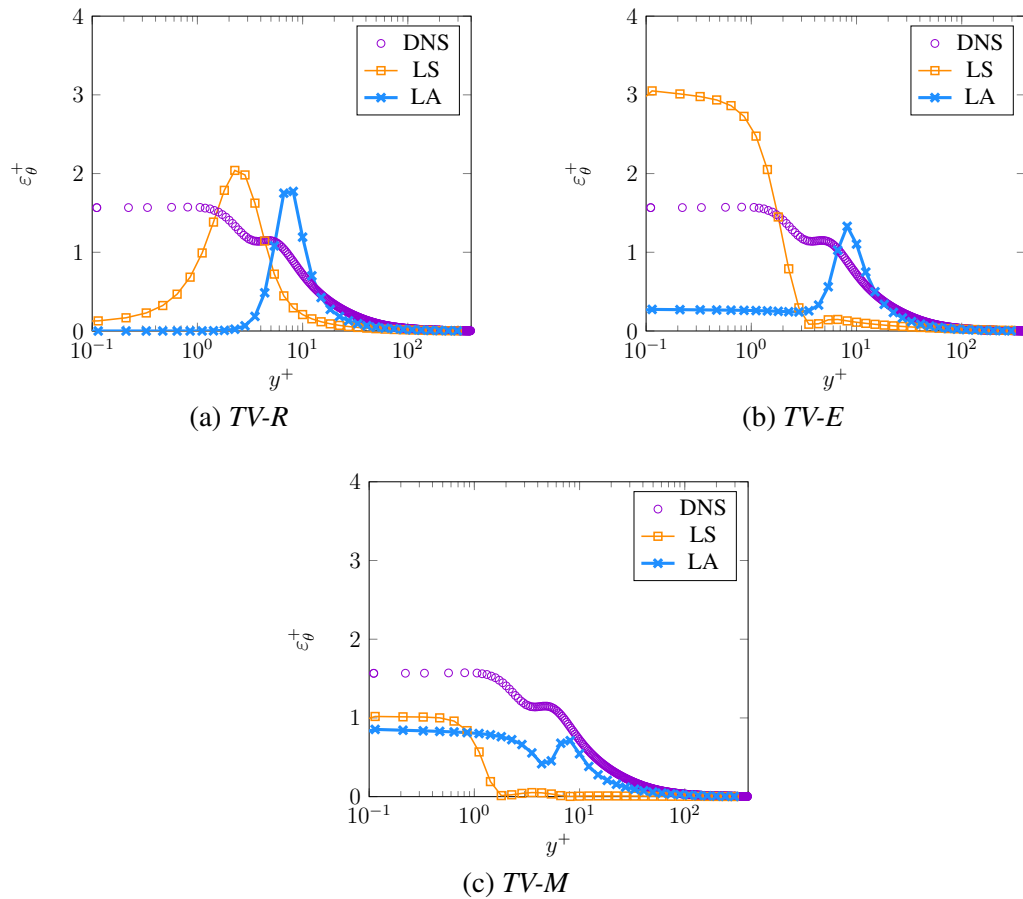 4
3
2
1
0
ε_θ^+
10^−1
10^0
10^1
10^2
y^+
DNS
LS
LA
(a) TV-R
4
3
2
1
0
ε_θ^+
10^−1
10^0
10^1
10^2
y^+
DNS
LS
LA
(b) TV-E
4
3
2
1
0
ε_θ^+
10^−1
10^0
10^1
10^2
y^+
DNS
LS
LA
(c) TV-M